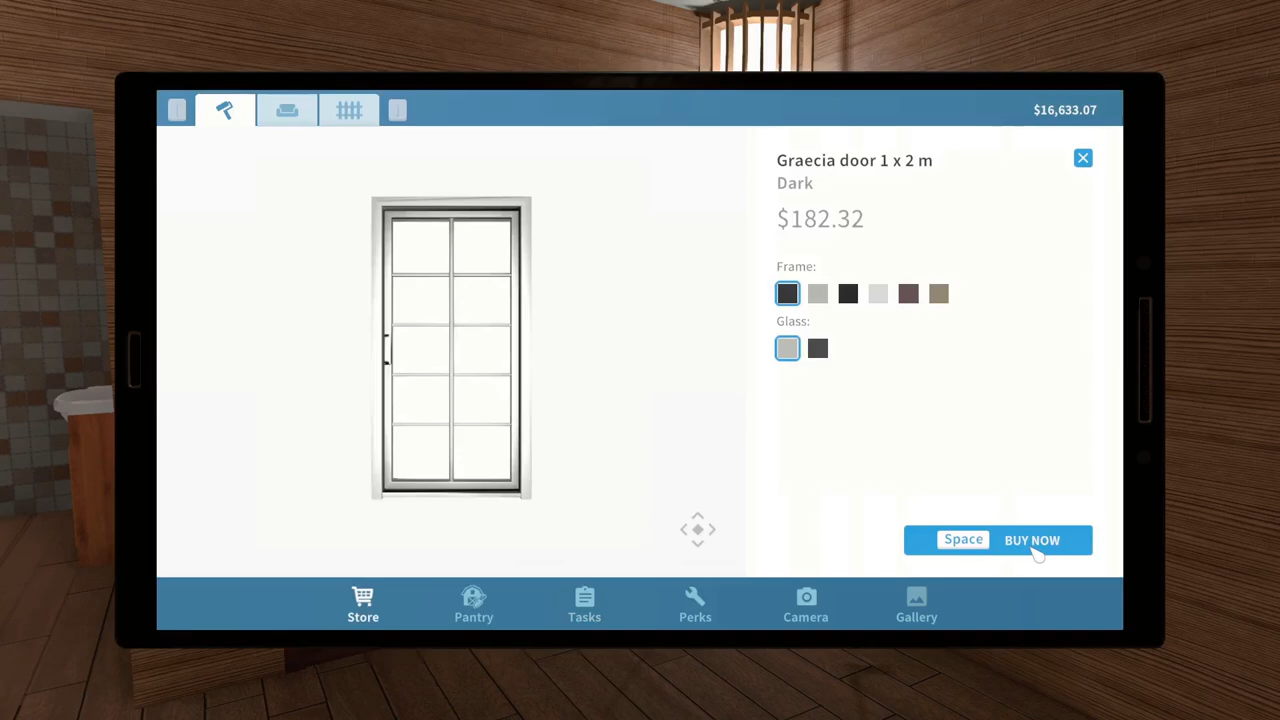 $16,633.07
Graecia door 1 x 2 m
Dark
$182.32
Frame:
Glass:
Space BUY NOW
Store Pantry Tasks Perks Camera Gallery